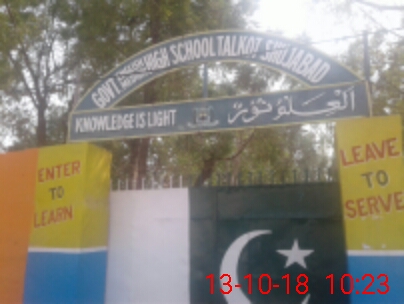 GOVT HIGH SCHOOL TALKOT SHUJABAD
KNOWLEDGE IS LIGHT العلم نور
ENTER
TO
LEARN
LEAVE
TO
SERVE
13-10-18 10:23